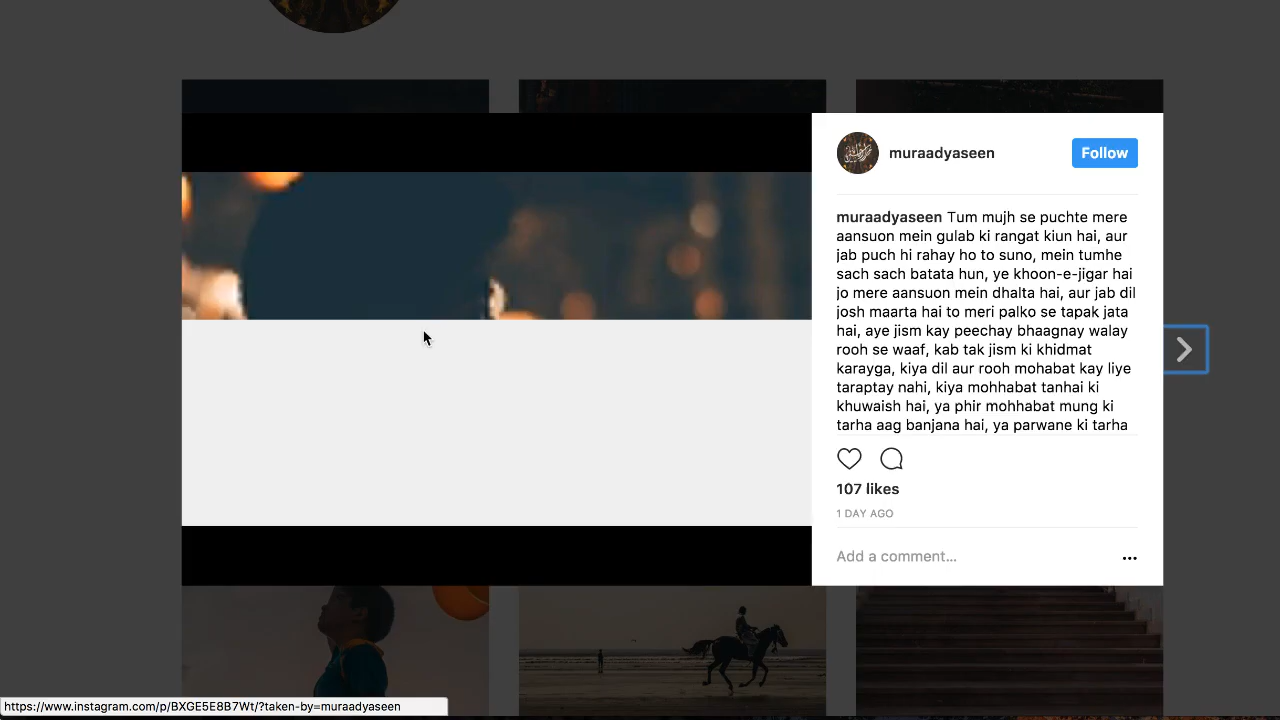 muraadyaseen
Follow
muraadyaseen Tum mujh se puchte mere
aansuon mein gulab ki rangat kiun hai, aur
jab puch hi rahay ho to suno, mein tumhe
sach sach batata hun, ye khoon-e-jigar hai
jo mere aansuon mein dhalta hai, aur jab dil
josh maarta hai to meri palko se tapak jata
hai, aye jism kay peechay bhaagnay walay
rooh se waaf, kab tak jism ki khidmat
karayga, kiya dil aur rooh mohabat kay liye
taraptay nahi, kiya mohhabat tanhai ki
khuwaish hai, ya phir mohhabat mung ki
tarha aag banjana hai, ya parwane ki tarha
107 likes
1 DAY AGO
Add a comment...
https://www.instagram.com/p/BXGE5E8B7Wt/?taken-by=muraadyaseen